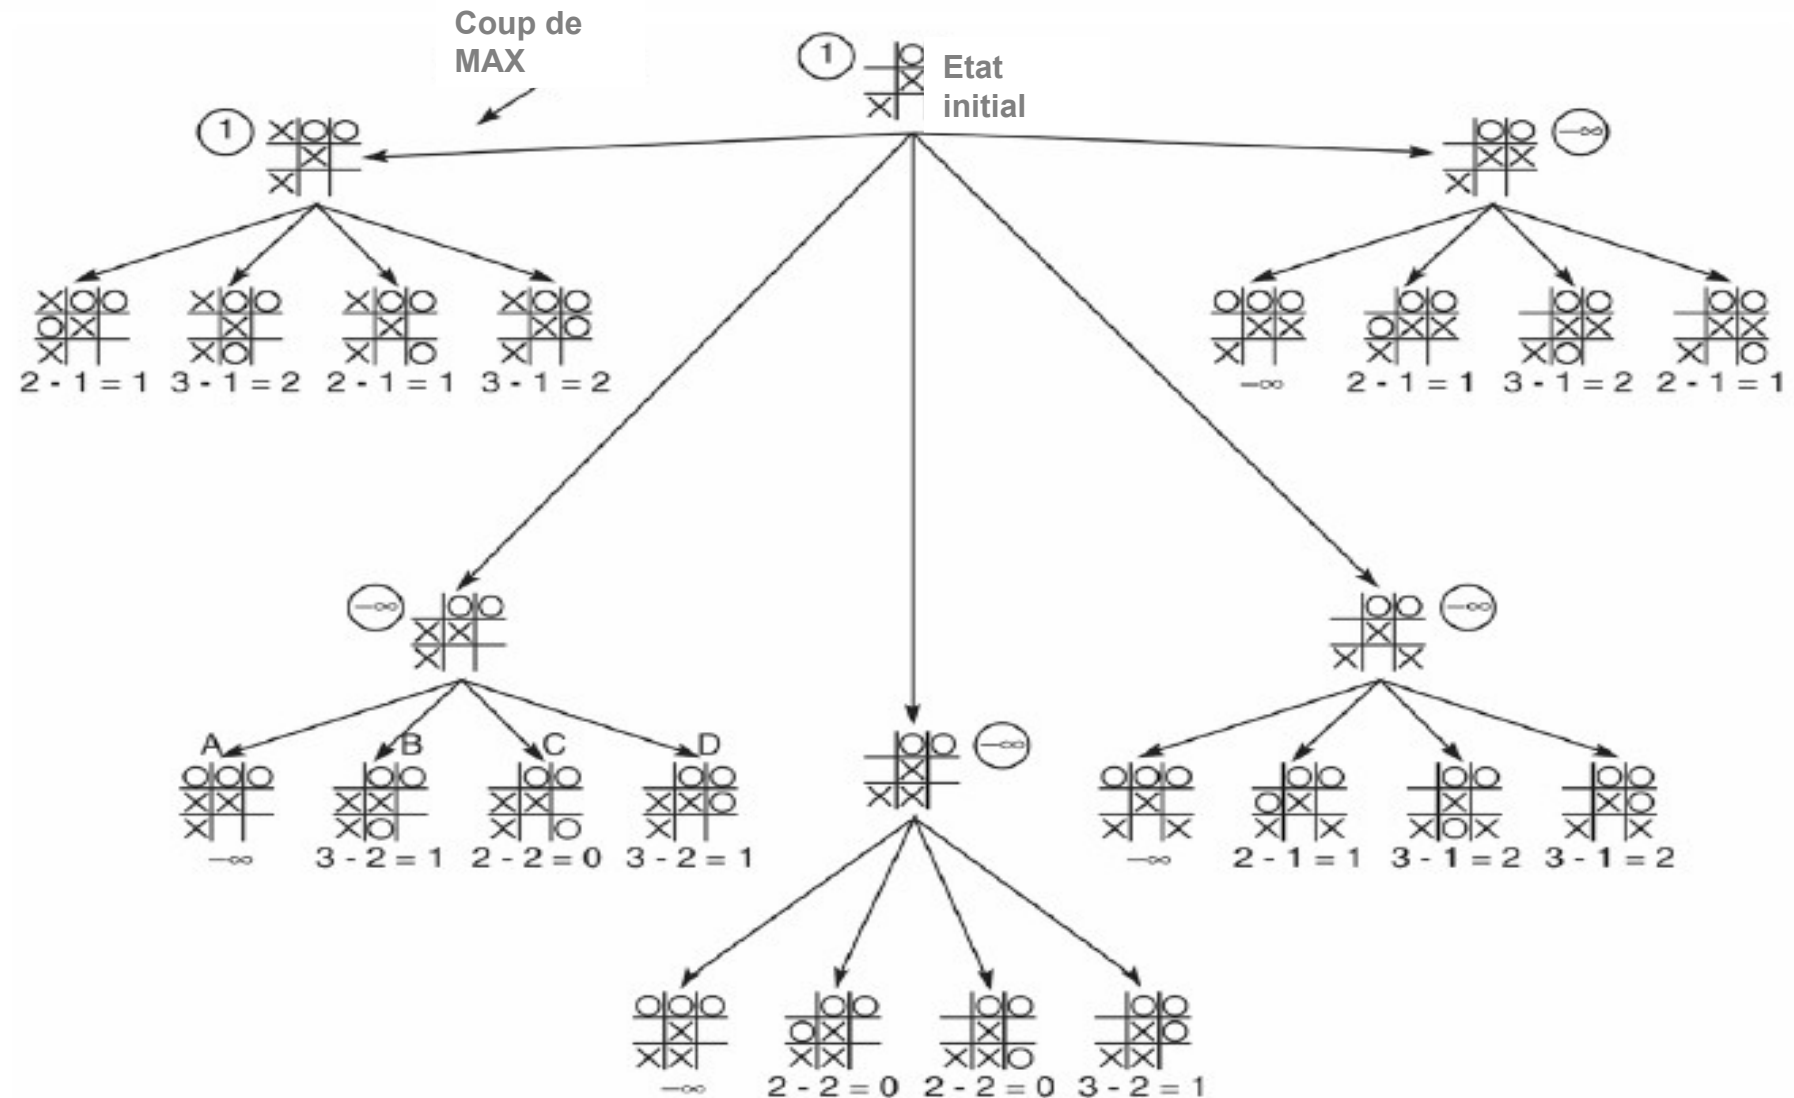 Coup de
MAX
1
Etat
initial
1
-∞
2 - 1 = 1
3 - 1 = 2
2 - 1 = 1
3 - 1 = 2
-∞
2 - 1 = 1
3 - 1 = 2
2 - 1 = 1
-∞
-∞
A
B
C
D
-∞
-∞
3 - 2 = 1
2 - 2 = 0
3 - 2 = 1
-∞
2 - 1 = 1
3 - 1 = 2
3 - 1 = 2
-∞
2 - 2 = 0
2 - 2 = 0
3 - 2 = 1